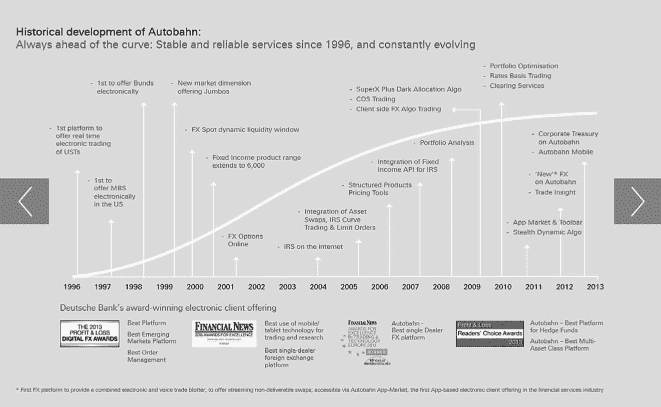 Historical development of Autobahn:
Always ahead of the curve: Stable and reliable services since 1996, and constantly evolving
- Portfolio Optimisation
- Rates Basis Trading
- Clearing Services
- 1st to offer Bunds
electronically
- New market dimension
offering Jumbos
- SuperX Plus Dark Allocation Algo
- CDS Trading
- Client side FX Algo Trading
- 1st platform to
offer real time
electronic trading
of USTs
- FX Spot dynamic liquidity window
- Corporate Treasury
on Autobahn
- Autobahn Mobile
- Portfolio Analysis
- Fixed Income product range
extends to 6,000
- Integration of Fixed
Income API for IRS
- 1st to
offer MBS
electronically
in the US
- 'New'* FX
on Autobahn
- Trade Insight
- Structured Products
Pricing Tools
- Integration of Asset
Swaps, IRS Curve
Trading & Limit Orders
- App Market & Toolbar
- Stealth Dynamic Algo
- FX Options
Online
- IRS on the Internet
1996 1997 1998 1999 2000 2001 2002 2003 2004 2005 2006 2007 2008 2009 2010 2011 2012 2013
Deutsche Bank's award-winning electronic client offering
THE 2013
PROFIT & LOSS
DIGITAL FX AWARDS
Best Platform
Best Emerging
Markets Platform
Best Order
Management
FINANCIAL NEWS
Best use of mobile/
tablet technology for
trading and research
Best single-dealer
foreign exchange
platform
FINANCIAL NEWS
AWARDS FOR
EXCELLENCE
IN TRADING &
TECHNOLOGY
EUROPE 2012
WINNER
Autobahn -
Best single Dealer
FX platform
Profit & Loss
Readers' Choice Awards
Autobahn – Best Platform
for Hedge Funds
Autobahn – Best Multi-
Asset Class Platform
* First FX platform to provide a combined electronic and voice trade blotter, to offer streaming non-deliverable swaps; accessible via Autobahn App-Market, the first App-based electronic client offering in the financial services industry